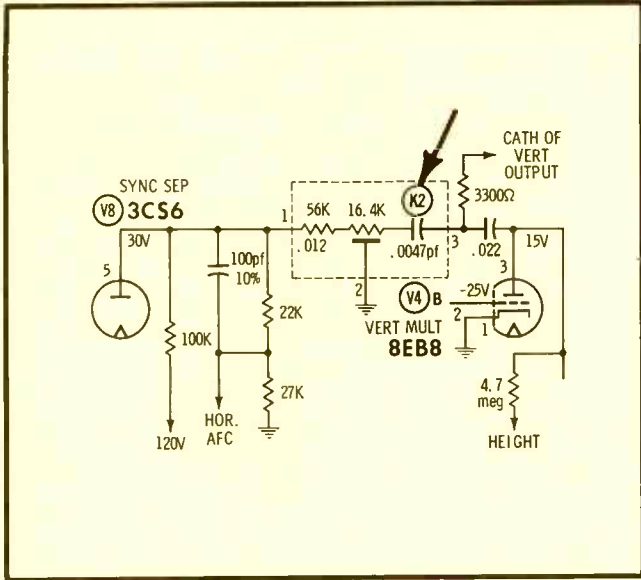 CATH OF
VERT
OUTPUT
SYNC SEP
V8 3CS6
K2
3300Ω
30V
1
56K
16.4K
.012
.0047pf
3
.022
15V
5
100pf
10%
2
3
-25V
V4 B
2
1
VERT MULT
8EB8
22K
100K
27K
4.7
meg
120V
HOR.
AFC
HEIGHT